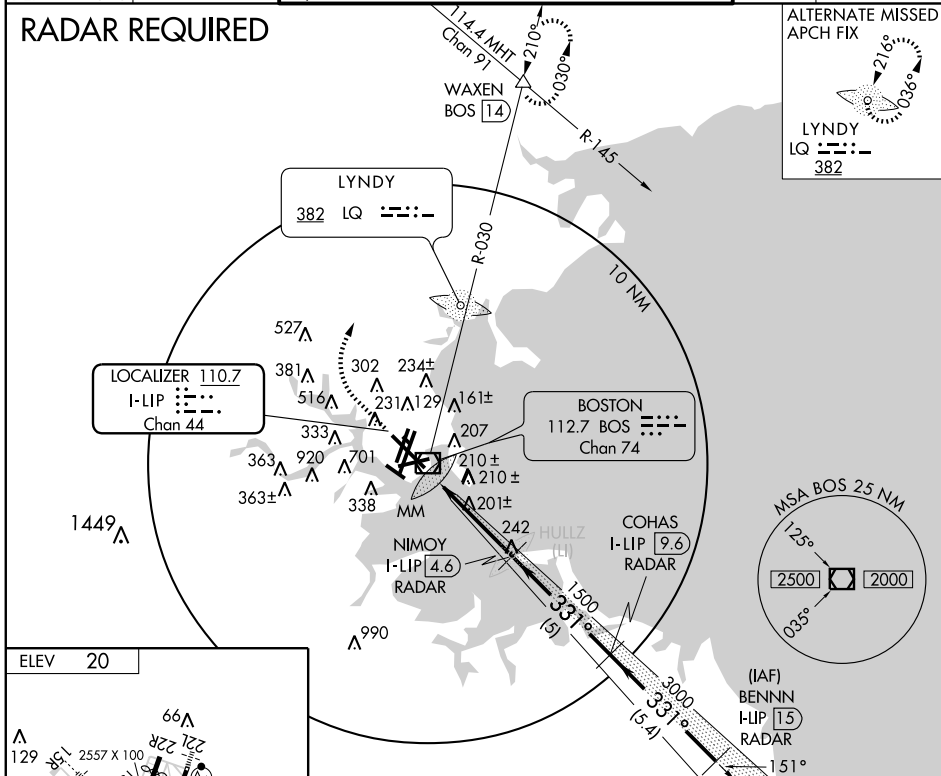 RADAR REQUIRED
114.4 MHT
Chan 91
210°
030°
WAXEN
BOS 14
R-145
ALTERNATE MISSED
APCH FIX
216°
036°
LYNDY
LQ
382
LYNDY
382 LQ
R-030
10 NM
527
381
302
234±
516
231
129
161±
LOCALIZER 110.7
I-LIP
Chan 44
333
207
BOSTON
112.7 BOS
Chan 74
363
920
701
210 ±
210 ±
363±
338
MM
201±
1449
242
HULLZ
(LI)
NIMOY
I-LIP 4.6
RADAR
COHAS
I-LIP 9.6
RADAR
MSA BOS 25 NM
125°
2500
2000
035°
1500
331°
(5)
990
3000
331°
(5.4)
(IAF)
BENNN
I-LIP 15
RADAR
151°
ELEV 20
66
129
15R
2557 X 100
22R
22L